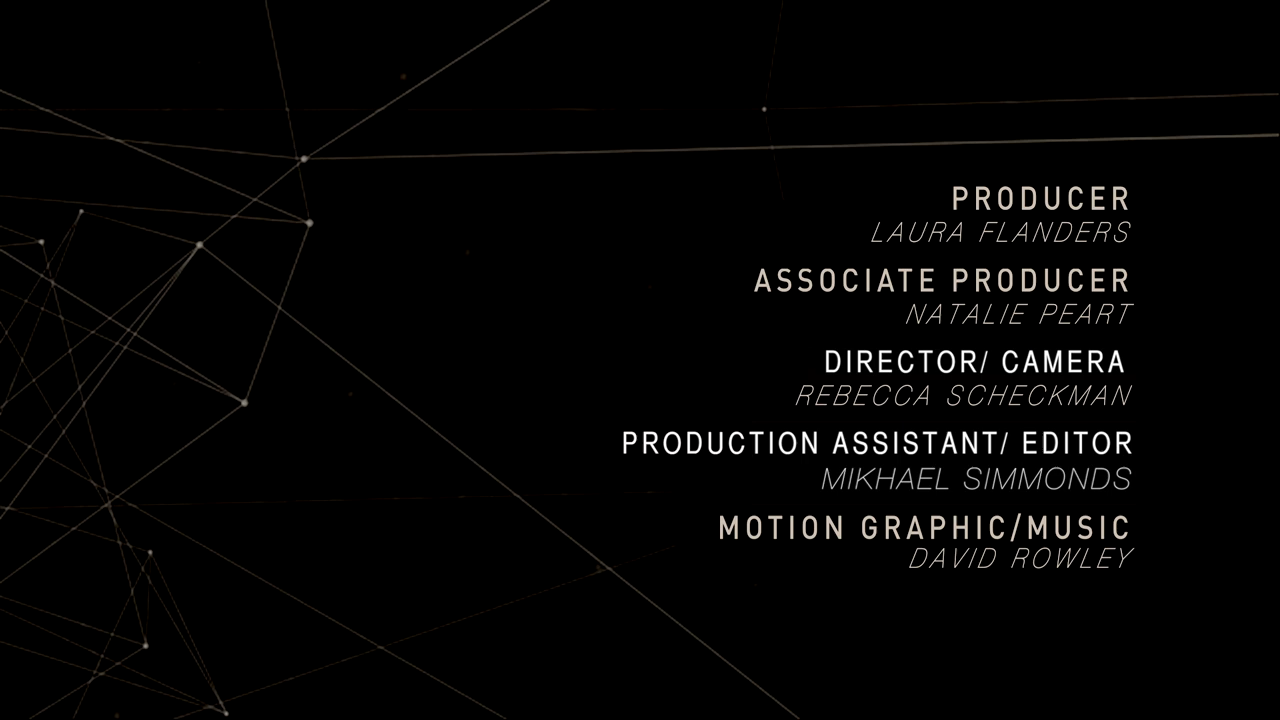 PRODUCER
LAURA FLANDERS
ASSOCIATE PRODUCER
NATALIE PEART
DIRECTOR/ CAMERA
REBECCA SCHECKMAN
PRODUCTION ASSISTANT/ EDITOR
MIKHAEL SIMMONDS
MOTION GRAPHIC/MUSIC
DAVID ROWLEY